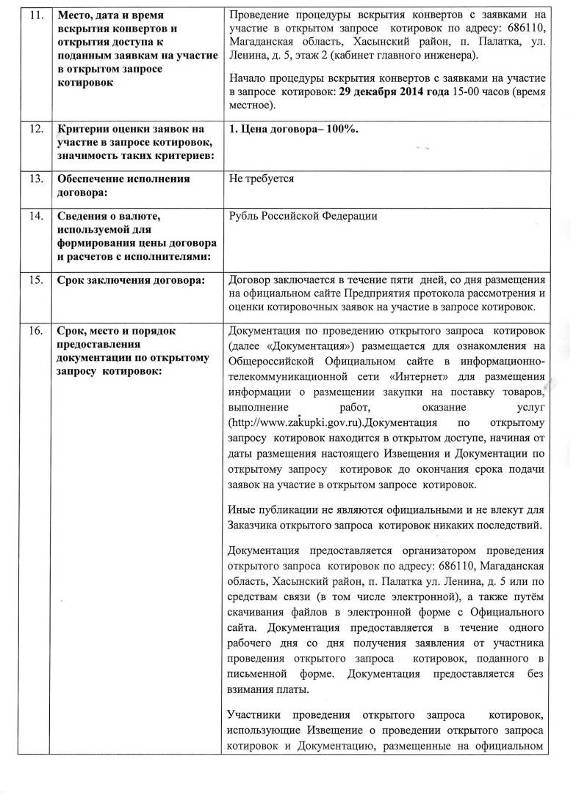 11. Место, дата и время
вскрытия конвертов и
открытия доступа к
поданным заявкам на участие
в открытом запросе
котировок
Проведение процедуры вскрытия конвертов с заявками на
участие в открытом запросе котировок по адресу: 686110,
Магаданская область, Хасынский район, п. Палатка, ул.
Ленина, д. 5, этаж 2 (кабинет главного инженера).
Начало процедуры вскрытия конвертов с заявками на участие
в запросе котировок: 29 декабря 2014 года 15-00 часов (время
местное).
12. Критерии оценки заявок на
участие в запросе котировок,
значимость таких критериев:
1. Цена договора– 100%.
13. Обеспечение исполнения
договора:
Не требуется
14. Сведения о валюте,
используемой для
формирования цены договора
и расчетов с исполнителями:
Рубль Российской Федерации
15. Срок заключения договора:
Договор заключается в течение пяти дней, со дня размещения
на официальном сайте Предприятия протокола рассмотрения и
оценки котировочных заявок на участие в запросе котировок.
16. Срок, место и порядок
предоставления
документации по открытому
запросу котировок:
Документация по проведению открытого запроса котировок
(далее «Документация») размещается для ознакомления на
Общероссийской Официальном сайте в информационно-
телекоммуникационной сети «Интернет» для размещения
информации о размещении закупки на поставку товаров,
выполнение работ, оказание услуг
(http://www.zakupki.gov.ru).Документация по открытому
запросу котировок находится в открытом доступе, начиная от
даты размещения настоящего Извещения и Документации по
открытому запросу котировок до окончания срока подачи
заявок на участие в открытом запросе котировок.
Иные публикации не являются официальными и не влекут для
Заказчика открытого запроса котировок никаких последствий.
Документация предоставляется организатором проведения
открытого запроса котировок по адресу: 686110, Магаданская
область, Хасынский район, п. Палатка ул. Ленина, д. 5 или по
средствам связи (в том числе электронной), а также путём
скачивания файлов в электронной форме с Официального
сайта. Документация предоставляется в течение одного
рабочего дня со дня получения заявления от участника
проведения открытого запроса котировок, поданного в
письменной форме. Документация предоставляется без
взимания платы.
Участники проведения открытого запроса котировок,
использующие Извещение о проведении открытого запроса
котировок и Документацию, размещенные на официальном